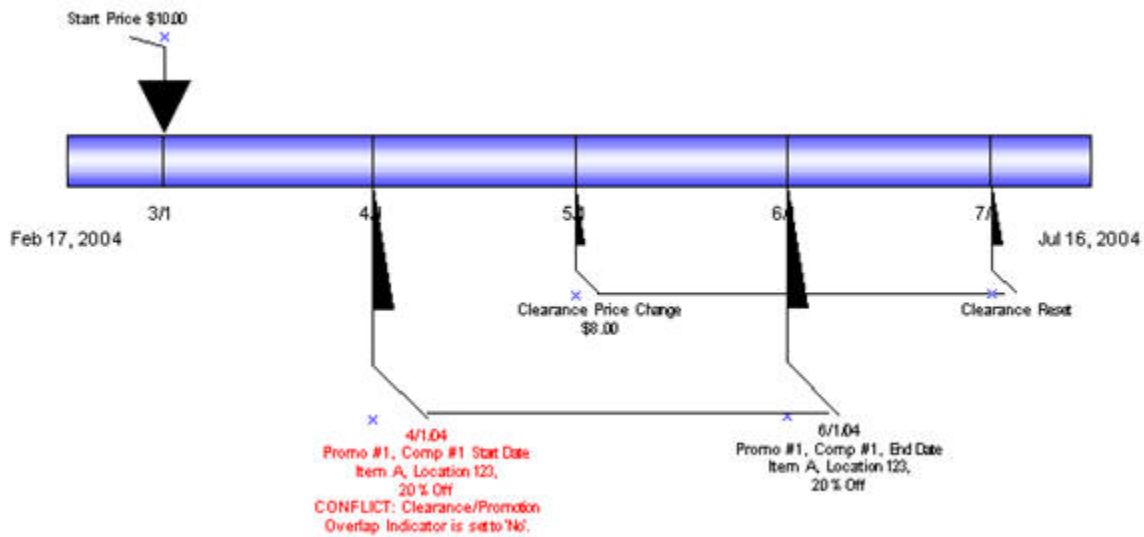 Start Price $10.00
3/1
4/1
5/1
6/1
7/1
Feb 17, 2004
Jul 16, 2004
Clearance Price Change
$8.00
Clearance Reset
4/1/04
Promo #1, Comp #1 Start Date
Item A, Location 123,
20% Off
CONFLICT: Clearance/Promotion
Overlap Indicator is set to 'No'.
6/1/04
Promo #1, Comp #1, End Date
Item A, Location 123,
20% Off